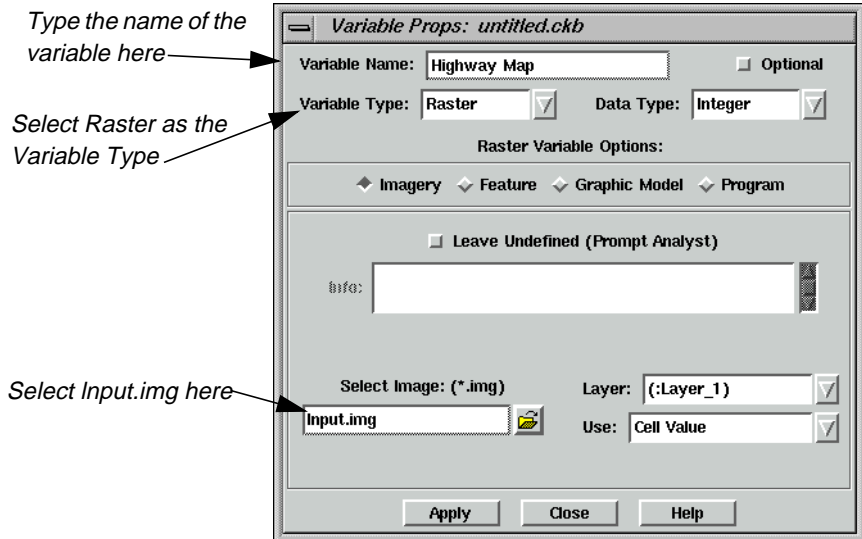 Type the name of the
variable here
Select Raster as the
Variable Type
Select Input.img here
Variable Props: untitled.ckb
Variable Name: Highway Map Optional
Variable Type: Raster Data Type: Integer
Raster Variable Options:
Imagery Feature Graphic Model Program
Leave Undefined (Prompt Analyst)
Info:
Select Image: (*.img) Layer: (:Layer_1)
Input.img Use: Cell Value
Apply Close Help